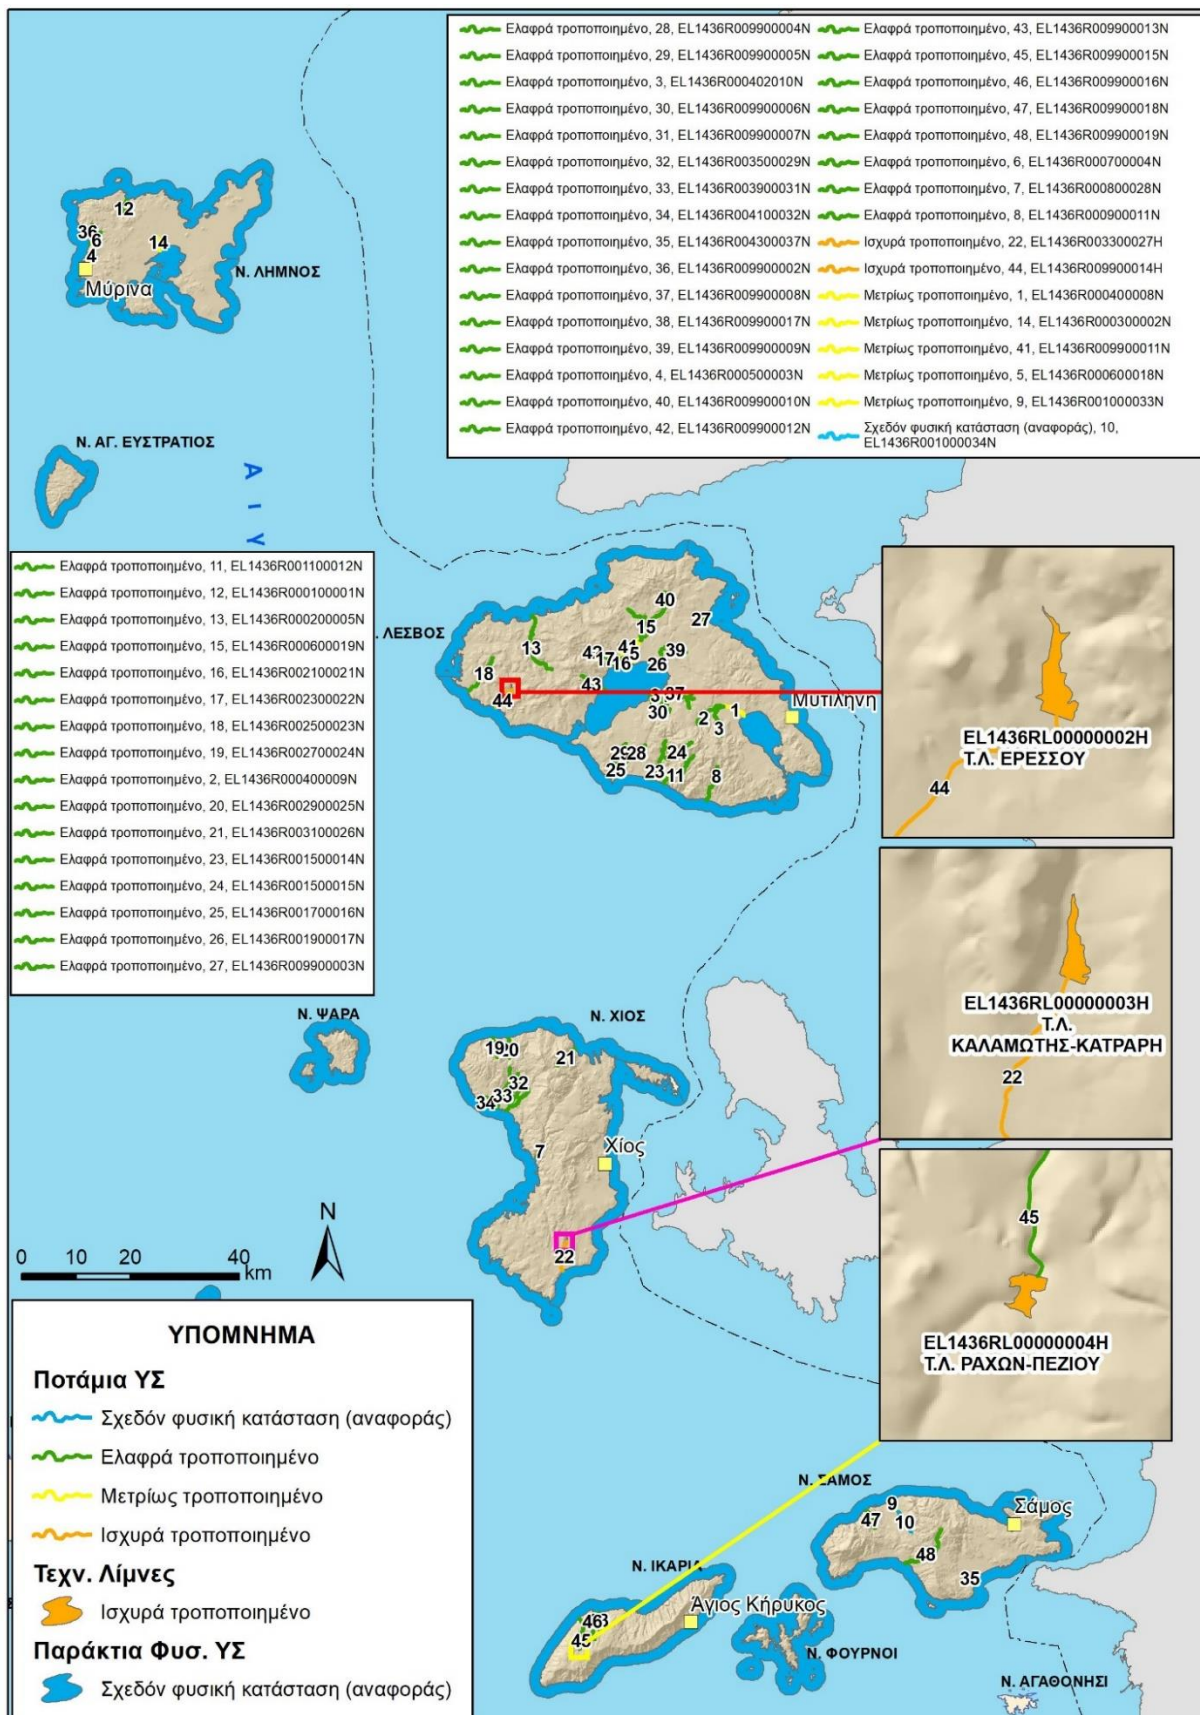 Ελαφρά τροποποιημένο, 28, EL1436R009900004N
Ελαφρά τροποποιημένο, 29, EL1436R009900005N
Ελαφρά τροποποιημένο, 3, EL1436R000402010N
Ελαφρά τροποποιημένο, 30, EL1436R009900006N
Ελαφρά τροποποιημένο, 31, EL1436R009900007N
Ελαφρά τροποποιημένο, 32, EL1436R003500029N
Ελαφρά τροποποιημένο, 33, EL1436R003900031N
Ελαφρά τροποποιημένο, 34, EL1436R004100032N
Ελαφρά τροποποιημένο, 35, EL1436R004300037N
Ελαφρά τροποποιημένο, 36, EL1436R009900002N
Ελαφρά τροποποιημένο, 37, EL1436R009900008N
Ελαφρά τροποποιημένο, 38, EL1436R009900017N
Ελαφρά τροποποιημένο, 39, EL1436R009900009N
Ελαφρά τροποποιημένο, 4, EL1436R000500003N
Ελαφρά τροποποιημένο, 40, EL1436R009900010N
Ελαφρά τροποποιημένο, 42, EL1436R009900012N
Ελαφρά τροποποιημένο, 43, EL1436R009900013N
Ελαφρά τροποποιημένο, 45, EL1436R009900015N
Ελαφρά τροποποιημένο, 46, EL1436R009900016N
Ελαφρά τροποποιημένο, 47, EL1436R009900018N
Ελαφρά τροποποιημένο, 48, EL1436R009900019N
Ελαφρά τροποποιημένο, 6, EL1436R000700004N
Ελαφρά τροποποιημένο, 7, EL1436R000800028N
Ελαφρά τροποποιημένο, 8, EL1436R000900011N
Ισχυρά τροποποιημένο, 22, EL1436R003300027H
Ισχυρά τροποποιημένο, 44, EL1436R009900014H
Μετρίως τροποποιημένο, 1, EL1436R000400008N
Μετρίως τροποποιημένο, 14, EL1436R000300002N
Μετρίως τροποποιημένο, 41, EL1436R009900011N
Μετρίως τροποποιημένο, 5, EL1436R000600018N
Μετρίως τροποποιημένο, 9, EL1436R001000033N
Σχεδόν φυσική κατάσταση (αναφοράς), 10,
EL1436R001000034N
12
36
6
14
4
Μύρινα
Ν. ΛΗΜΝΟΣ
Ν. ΑΓ. ΕΥΣΤΡΑΤΙΟΣ
Α
Ι
Υ
Ελαφρά τροποποιημένο, 11, EL1436R001100012N
Ελαφρά τροποποιημένο, 12, EL1436R000100001N
Ελαφρά τροποποιημένο, 13, EL1436R000200005N
Ελαφρά τροποποιημένο, 15, EL1436R000600019N
Ελαφρά τροποποιημένο, 16, EL1436R002100021N
Ελαφρά τροποποιημένο, 17, EL1436R002300022N
Ελαφρά τροποποιημένο, 18, EL1436R002500023N
Ελαφρά τροποποιημένο, 19, EL1436R002700024N
Ελαφρά τροποποιημένο, 2, EL1436R000400009N
Ελαφρά τροποποιημένο, 20, EL1436R002900025N
Ελαφρά τροποποιημένο, 21, EL1436R003100026N
Ελαφρά τροποποιημένο, 23, EL1436R001500014N
Ελαφρά τροποποιημένο, 24, EL1436R001500015N
Ελαφρά τροποποιημένο, 25, EL1436R001700016N
Ελαφρά τροποποιημένο, 26, EL1436R001900017N
Ελαφρά τροποποιημένο, 27, EL1436R009900003N
. ΛΕΣΒΟΣ
40
27
15
13
17
16
39
26
18
43
44
37
30
2
3
1
Μυτιλήνη
29 28
24
25
23
11
8
EL1436RL00000002H
Τ.Λ. ΕΡΕΣΣΟΥ
44
EL1436RL00000003H
Τ.Λ.
ΚΑΛΑΜΩΤΗΣ-ΚΑΤΡΑΡΗ
22
45
EL1436RL00000004H
Τ.Λ. ΡΑΧΩΝ-ΠΕΖΙΟΥ
Ν. ΨΑΡΑ
Ν. ΧΙΟΣ
19
21
32
33
34
7
Χίος
22
N
0 20 40
km
ΥΠΟΜΝΗΜΑ
Ποτάμια ΥΣ
Σχεδόν φυσική κατάσταση (αναφοράς)
Ελαφρά τροποποιημένο
Μετρίως τροποποιημένο
Ισχυρά τροποποιημένο
Τεχν. Λίμνες
Ισχυρά τροποποιημένο
Παράκτια Φυσ. ΥΣ
Σχεδόν φυσική κατάσταση (αναφοράς)
Ν. ΣΑΜΟΣ
9
47
10
Σάμος
48
35
Ν. ΙΚΑΡΙΑ
46
45
Άγιος Κήρυκος
Ν. ΦΟΥΡΝΟΙ
Ν. ΑΓΑΘΟΝΗΣΙ